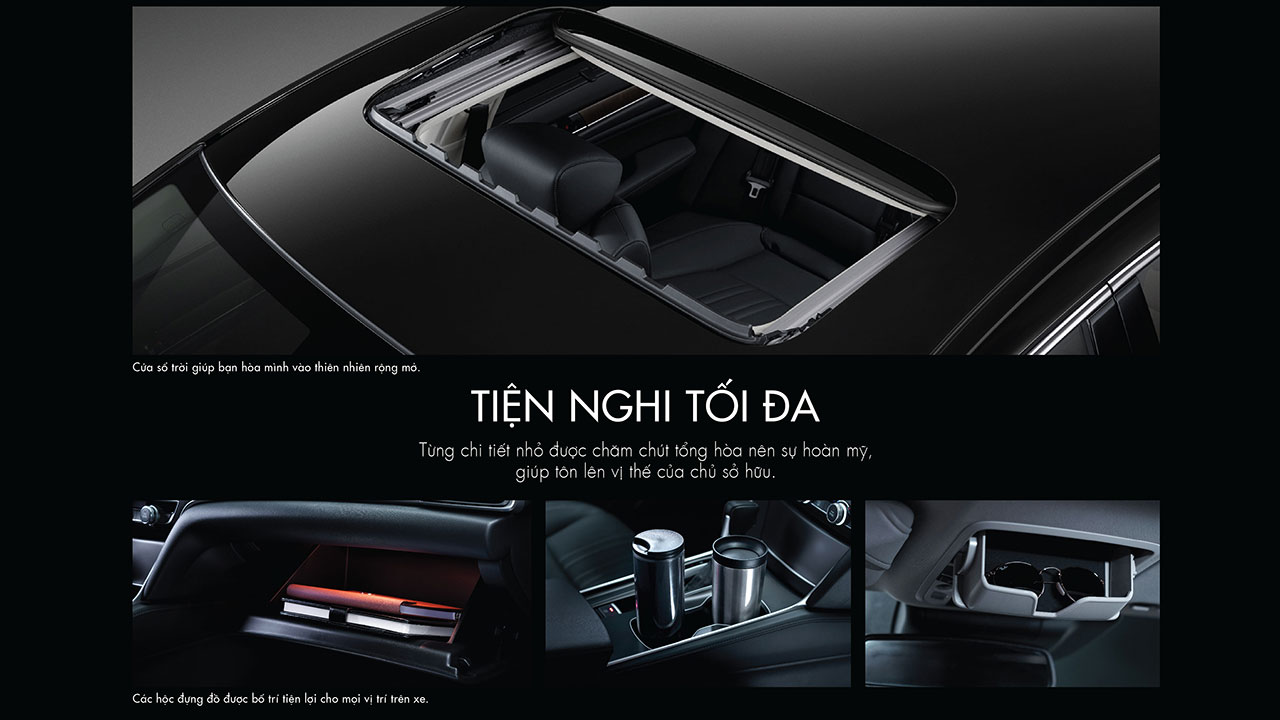 Cửa sổ trời giúp bạn hòa mình vào thiên nhiên rộng mở.
TIỆN NGHI TỐI ĐA
Từng chi tiết nhỏ được chăm chút tổng hòa nên sự hoàn mỹ,
giúp tôn lên vị thế của chủ sở hữu.
Các hộc đựng đồ được bố trí tiện lợi cho mọi vị trí trên xe.